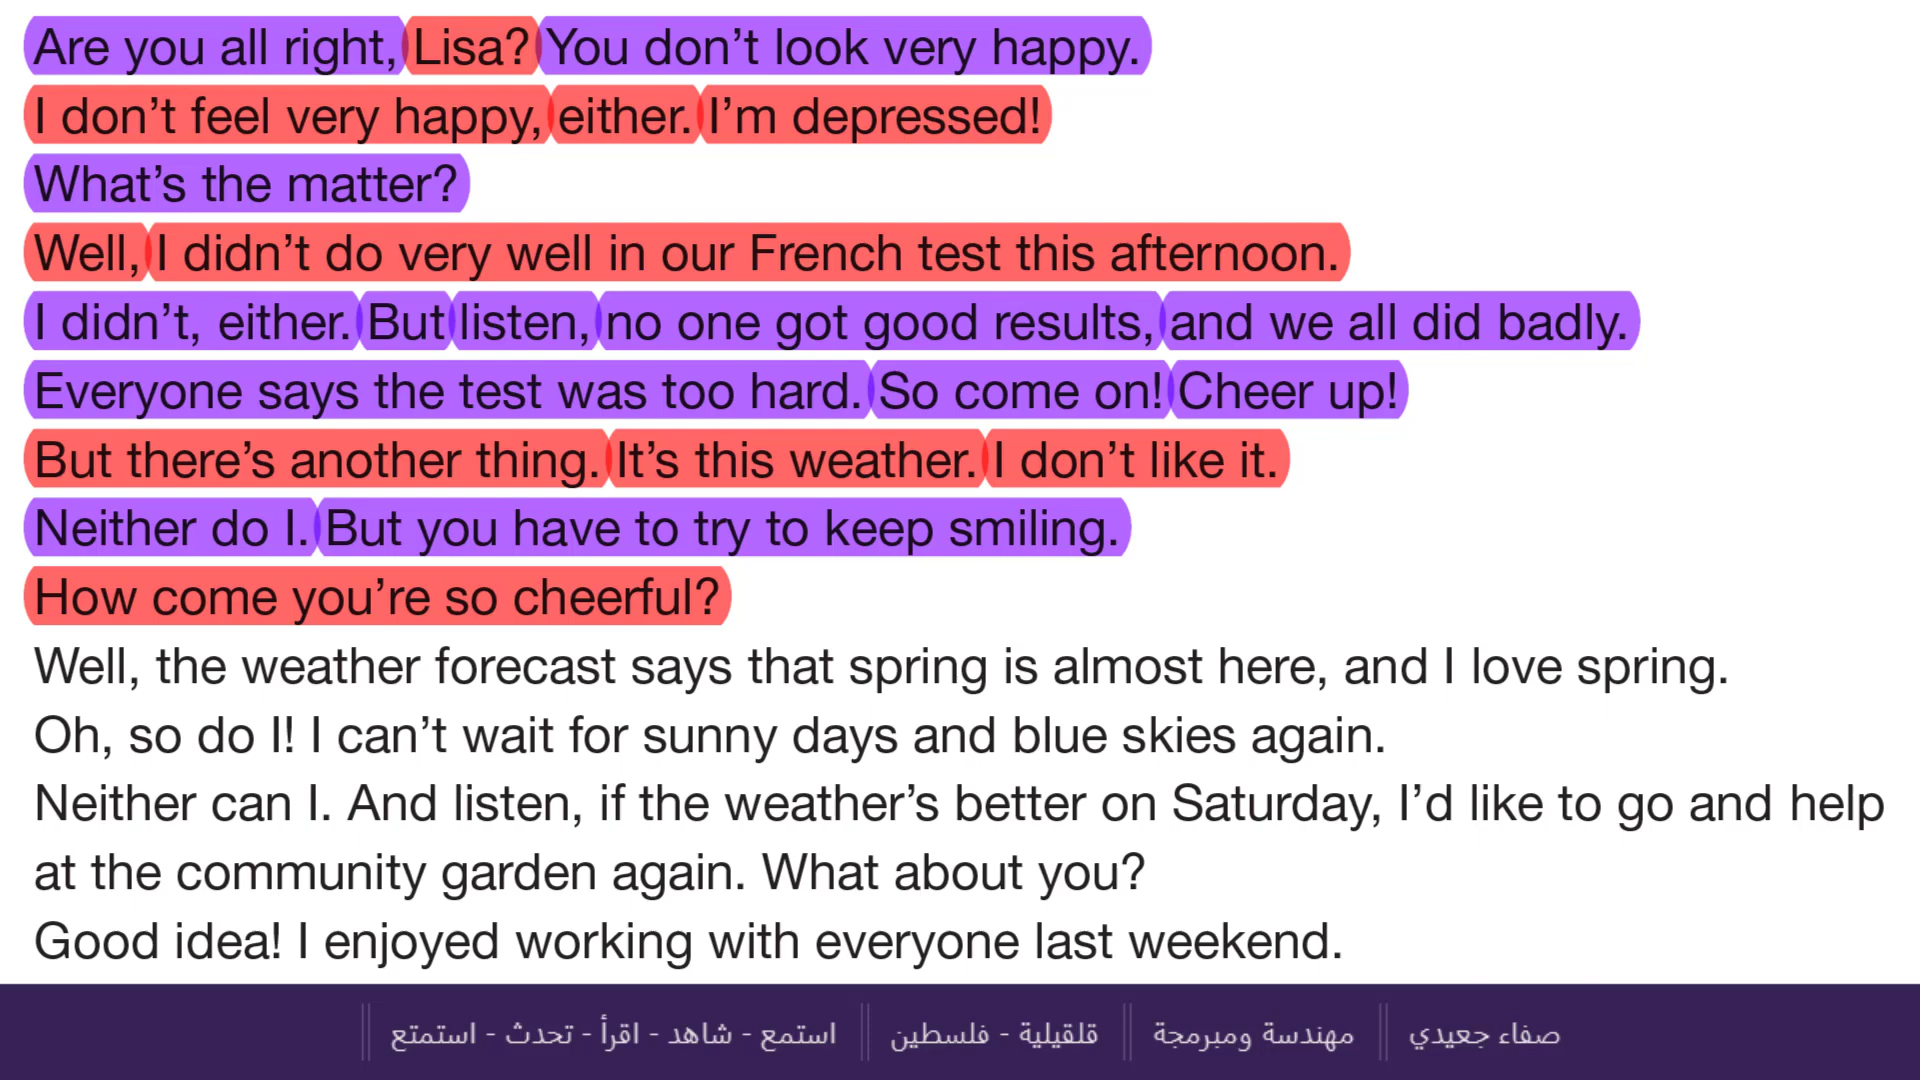 Are you all right, Lisa? You don’t look very happy.
I don’t feel very happy, either. I’m depressed!
What’s the matter?
Well, I didn’t do very well in our French test this afternoon.
I didn’t, either. But listen, no one got good results, and we all did badly.
Everyone says the test was too hard. So come on! Cheer up!
But there’s another thing. It’s this weather. I don’t like it.
Neither do I. But you have to try to keep smiling.
How come you’re so cheerful?
Well, the weather forecast says that spring is almost here, and I love spring.
Oh, so do I! I can’t wait for sunny days and blue skies again.
Neither can I. And listen, if the weather’s better on Saturday, I’d like to go and help
at the community garden again. What about you?
Good idea! I enjoyed working with everyone last weekend.
صفاء جعيدي || مهندسة ومبرمجة || قلقيلية - فلسطين || استمع - شاهد - اقرأ - تحدث - استمتع